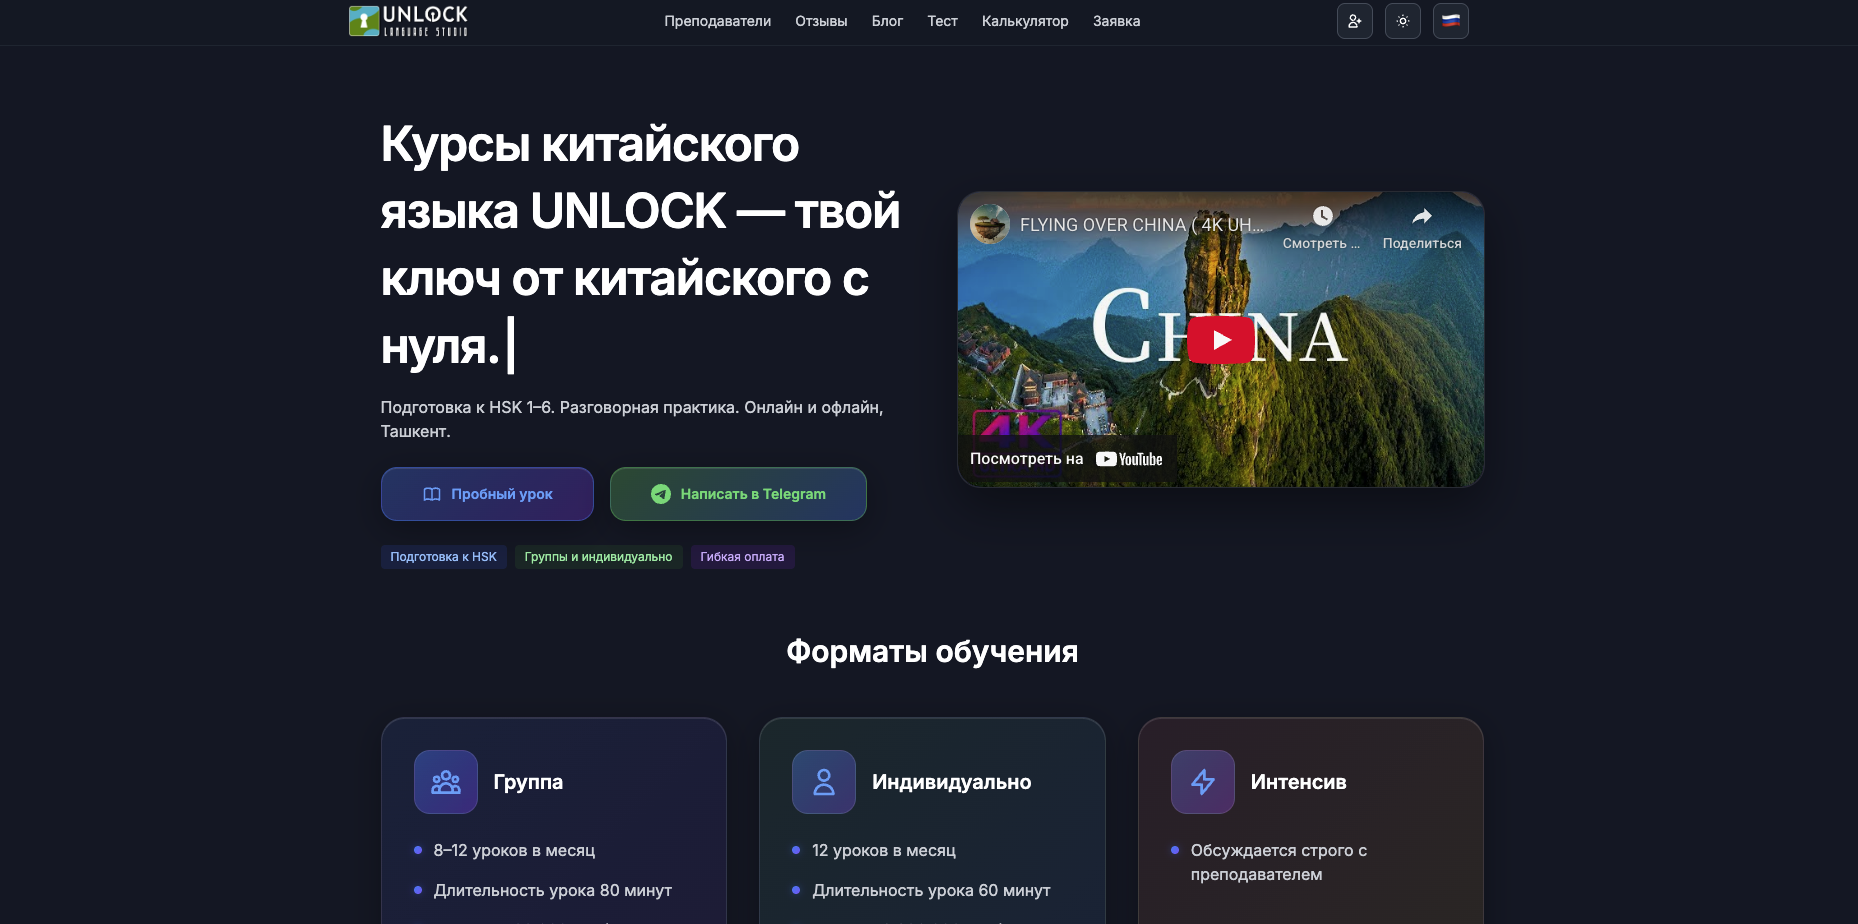 UNLOCK
LANGUAGE STUDIO
Преподаватели
Отзывы
Блог
Тест
Калькулятор
Заявка
Курсы китайского
языка UNLOCK — твой
ключ от китайского с
нуля.
Подготовка к HSK 1–6. Разговорная практика. Онлайн и офлайн,
Ташкент.
Пробный урок
Написать в Telegram
Подготовка к HSK
Группы и индивидуально
Гибкая оплата
FLYING OVER CHINA ( 4K UH...
Смотреть ...
Поделиться
CHINA
4K
Посмотреть на YouTube
Форматы обучения
Группа
8–12 уроков в месяц
Длительность урока 80 минут
Индивидуально
12 уроков в месяц
Длительность урока 60 минут
Интенсив
Обсуждается строго с
преподавателем